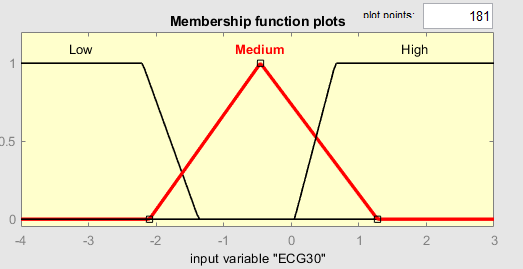 Membership function plots
plot points:
181
Low
Medium
High
1
0.5
0
-4 -3 -2 -1 0 1 2 3
input variable "ECG30"